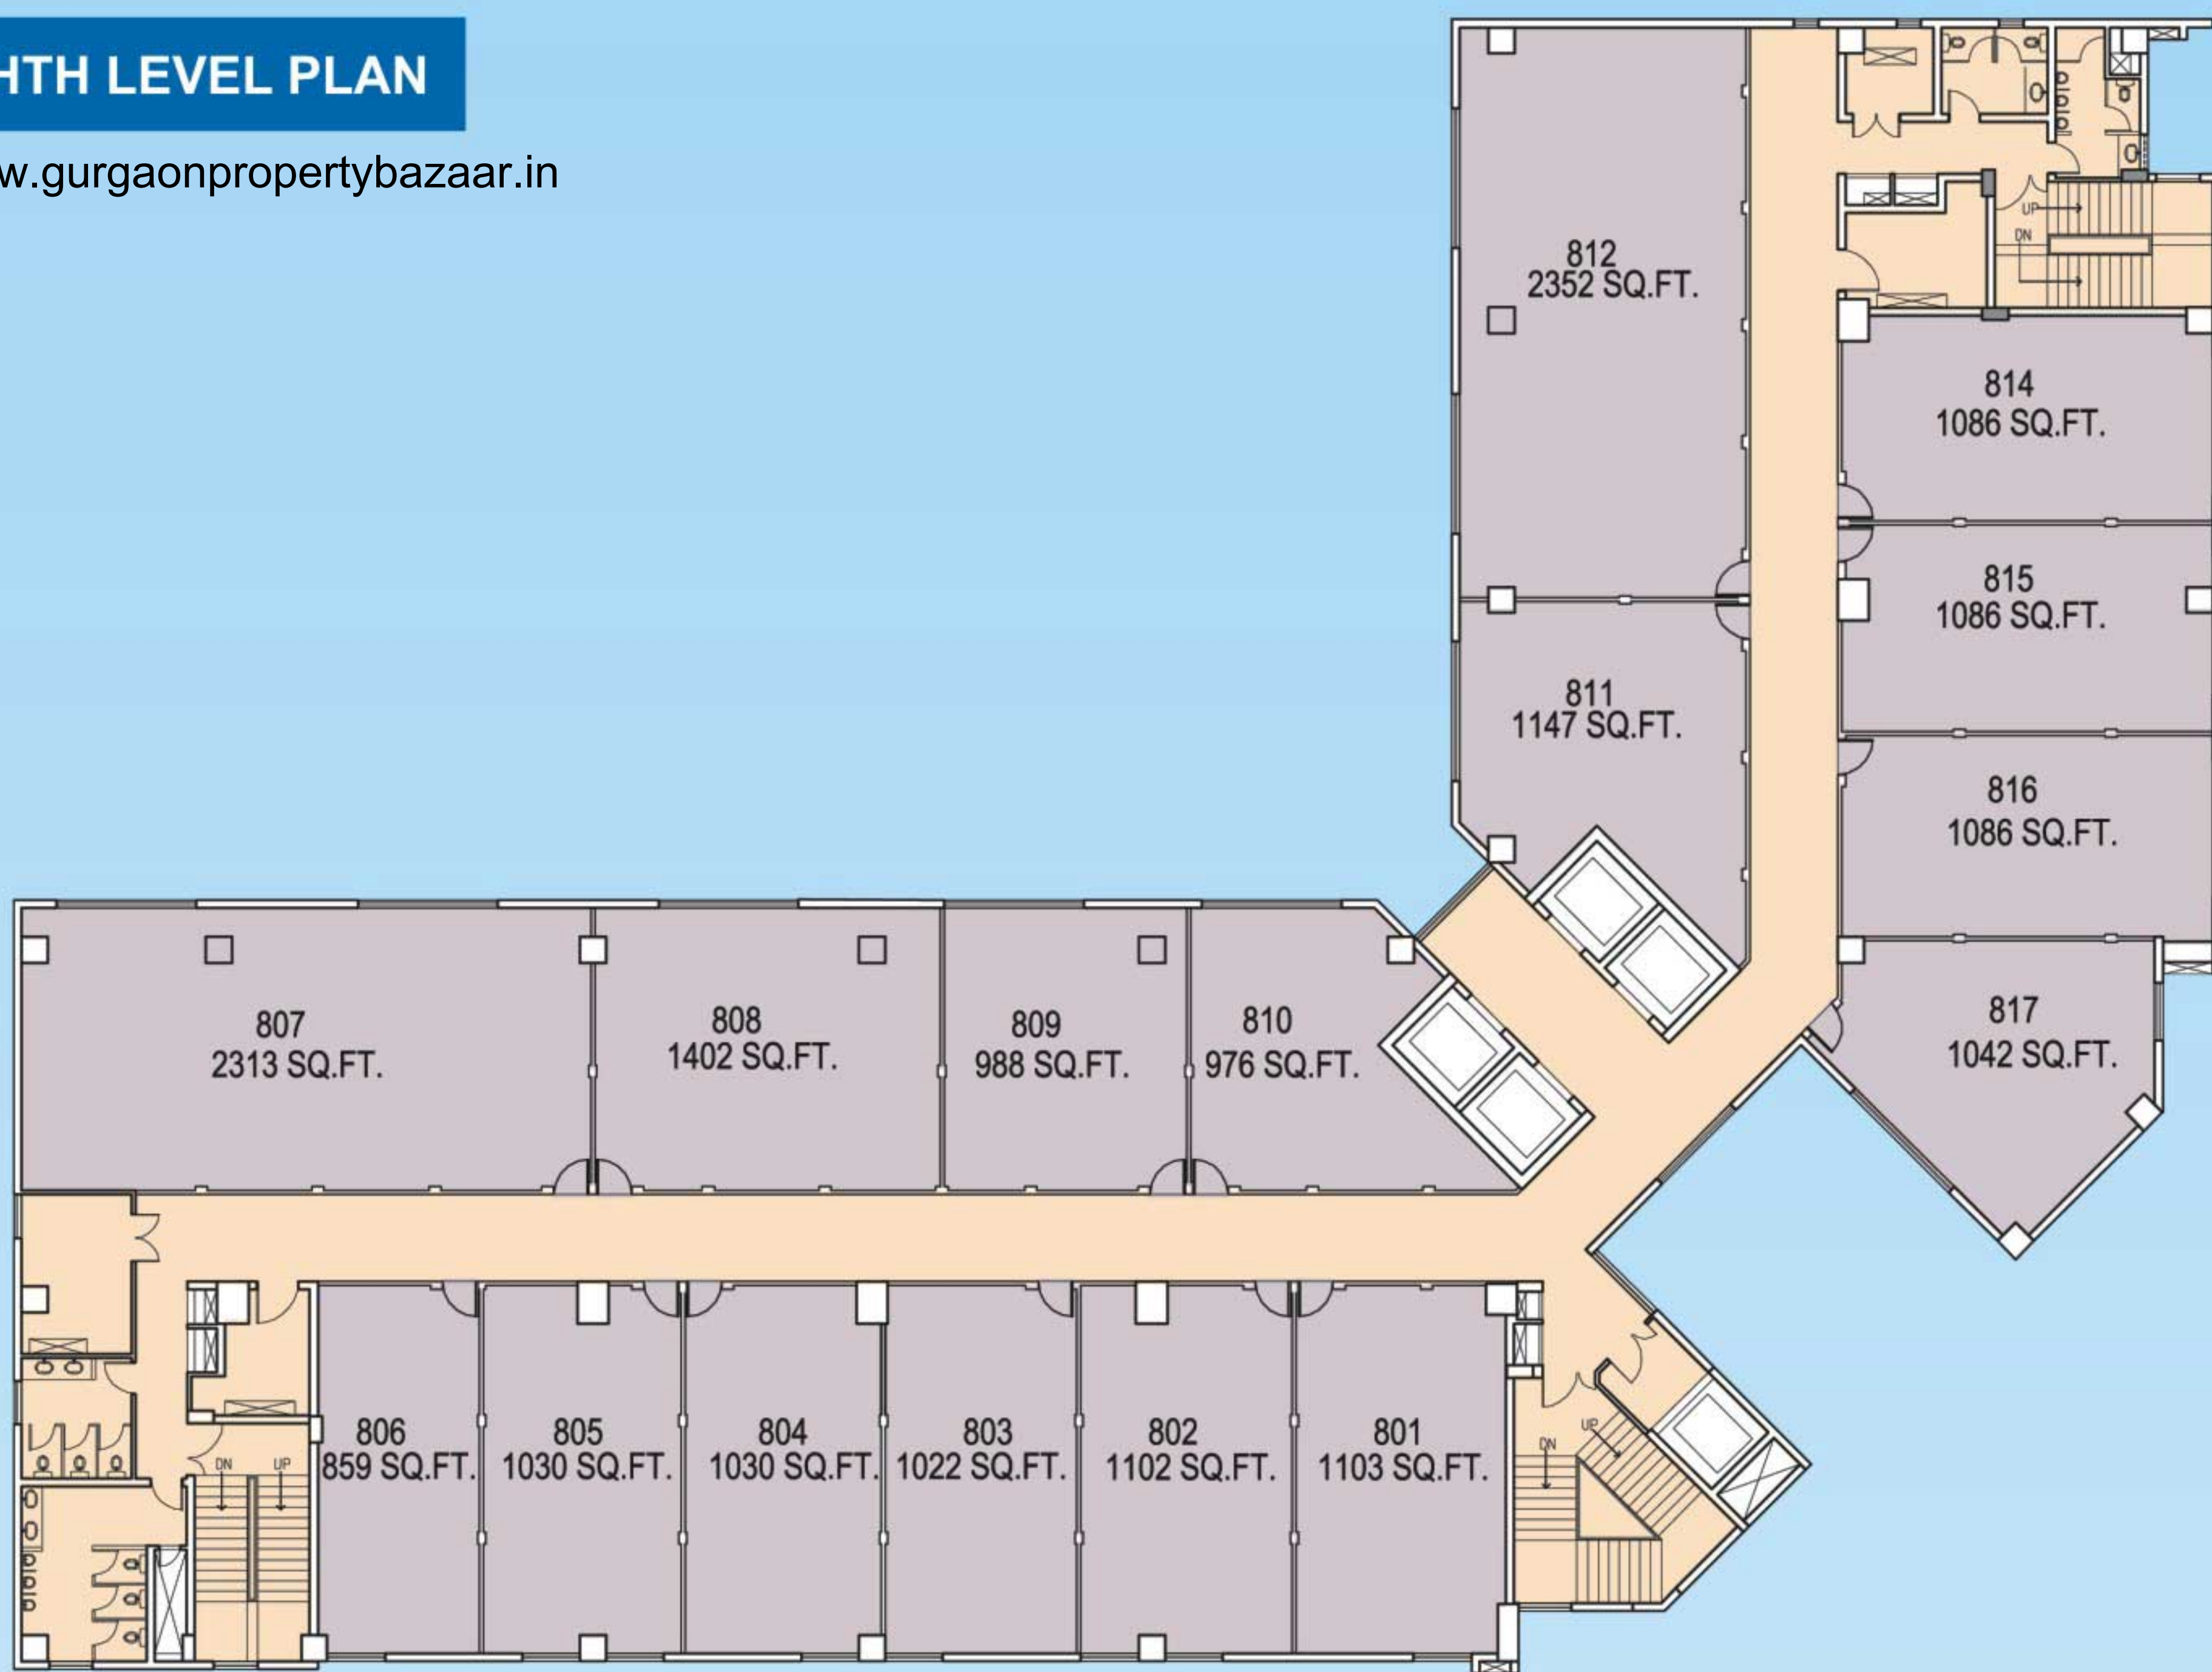 HTH LEVEL PLAN
w.gurgaonpropertybazaar.in
812
2352 SQ.FT.
UP
DN
814
1086 SQ.FT.
815
1086 SQ.FT.
811
1147 SQ.FT.
816
1086 SQ.FT.
807
2313 SQ.FT.
808
1402 SQ.FT.
809
988 SQ.FT.
810
976 SQ.FT.
817
1042 SQ.FT.
806
859 SQ.FT.
805
1030 SQ.FT.
804
1030 SQ.FT.
803
1022 SQ.FT.
802
1102 SQ.FT.
801
1103 SQ.FT.
DN UP
DN
UP